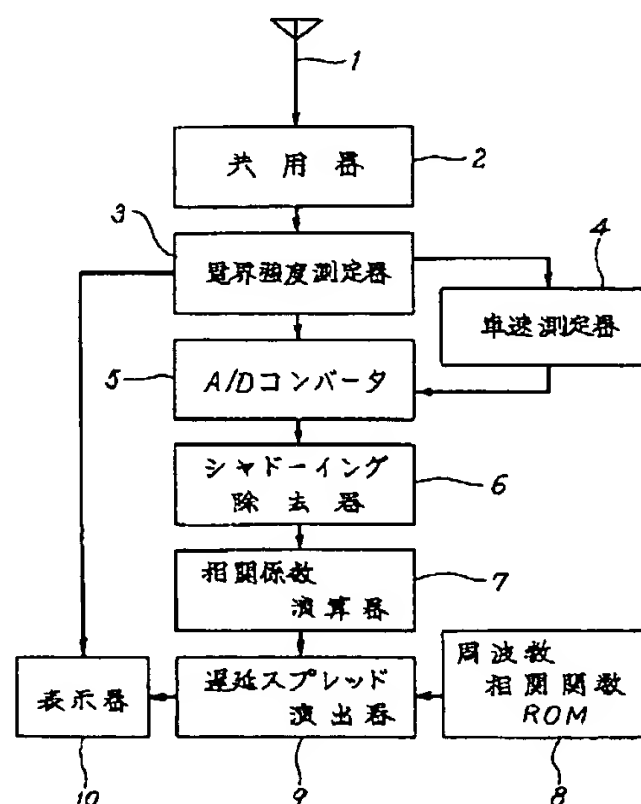 1
共用器
2
3
電界強度測定器
4
車速測定器
5
A/Dコンバータ
シャドーイング
除去器
6
相関係数
演算器
7
遅延スプレッド
演出器
9
周波数
相関関数
ROM
8
表示器
10